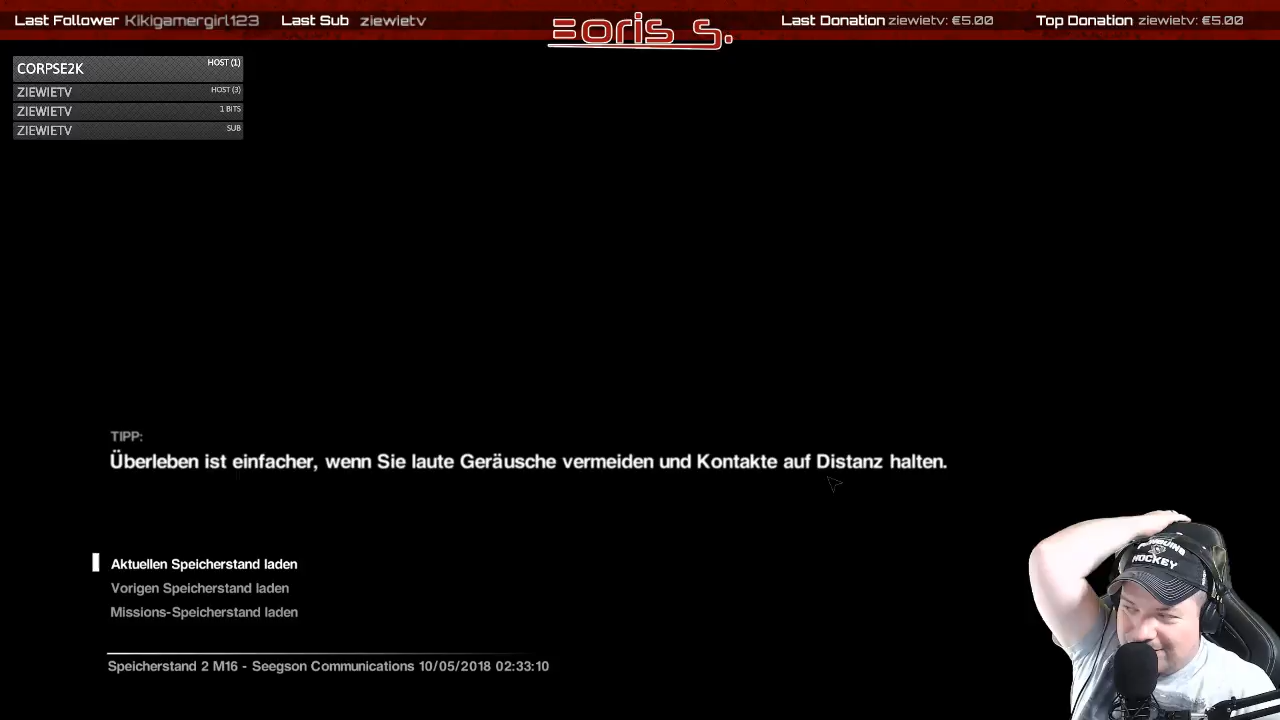 Last Follower Kikigamergirl123 Last Sub ziewietv Boris S. Last Donation ziewietv: €5.00 Top Donation ziewietv: €5.00
CORPSE2K HOST (1)
ZIEWIETV HOST (3)
ZIEWIETV 1 BITS
ZIEWIETV SUB
TIPP:
Überleben ist einfacher, wenn Sie laute Geräusche vermeiden und Kontakte auf Distanz halten.
Aktuellen Speicherstand laden
Vorigen Speicherstand laden
Missions-Speicherstand laden
Speicherstand 2 M16 - Seegson Communications 10/05/2018 02:33:10
HOCKEY